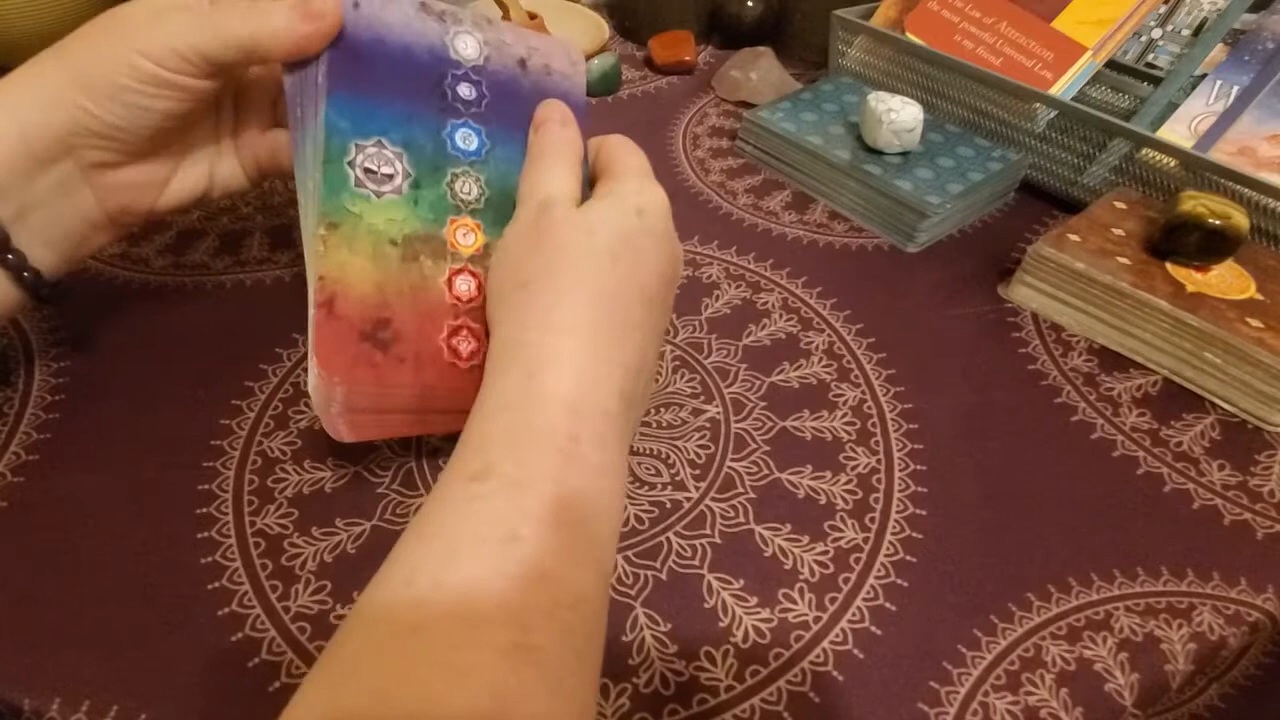 The Law of Attraction,
the most powerful Universal Law,
is my friend.
W